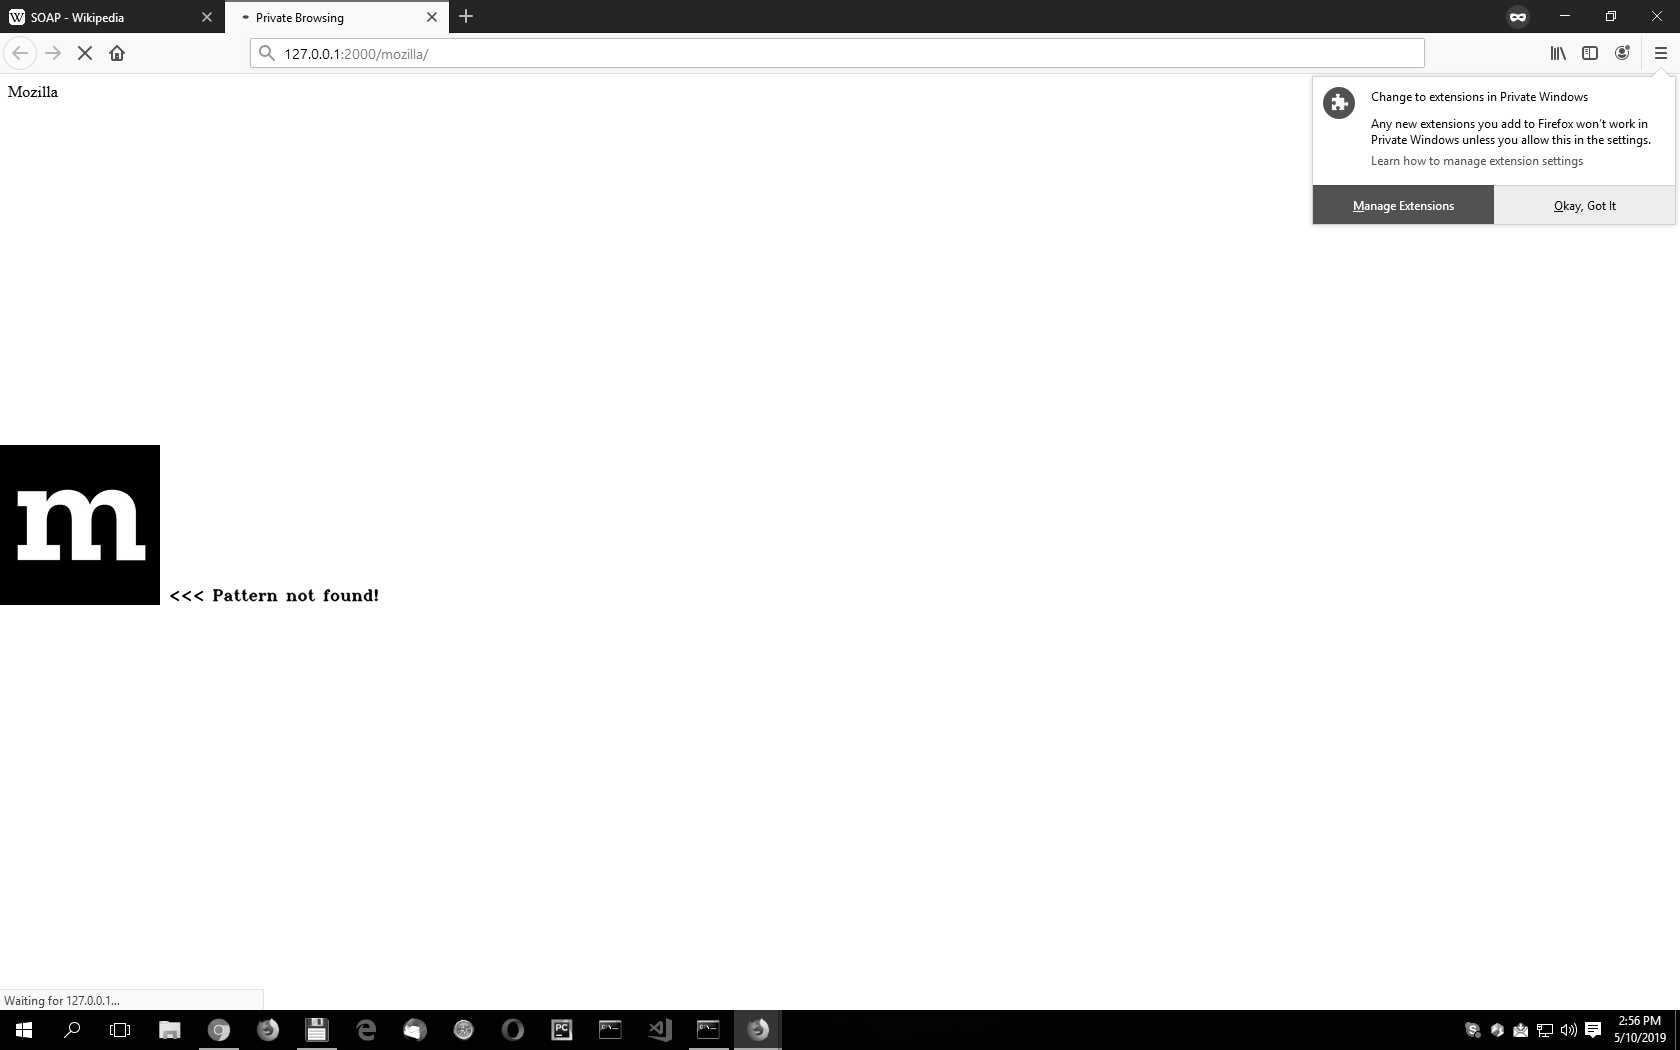 SOAP - Wikipedia
Private Browsing
127.0.0.1:2000/mozilla/
Mozilla
Change to extensions in Private Windows
Any new extensions you add to Firefox won't work in
Private Windows unless you allow this in the settings.
Learn how to manage extension settings
Manage Extensions
Okay, Got It
m
<<< Pattern not found!
Waiting for 127.0.0.1...
2:56 PM
5/10/2019